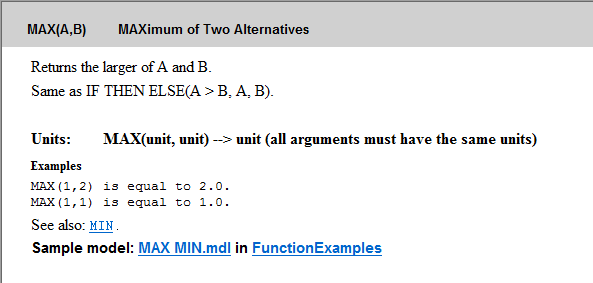 MAX(A,B) MAXimum of Two Alternatives
Returns the larger of A and B.
Same as IF THEN ELSE(A > B, A, B).
Units: MAX(unit, unit) --> unit (all arguments must have the same units)
Examples
MAX(1,2) is equal to 2.0.
MAX(1,1) is equal to 1.0.
See also: MIN.
Sample model: MAX MIN.mdl in FunctionExamples